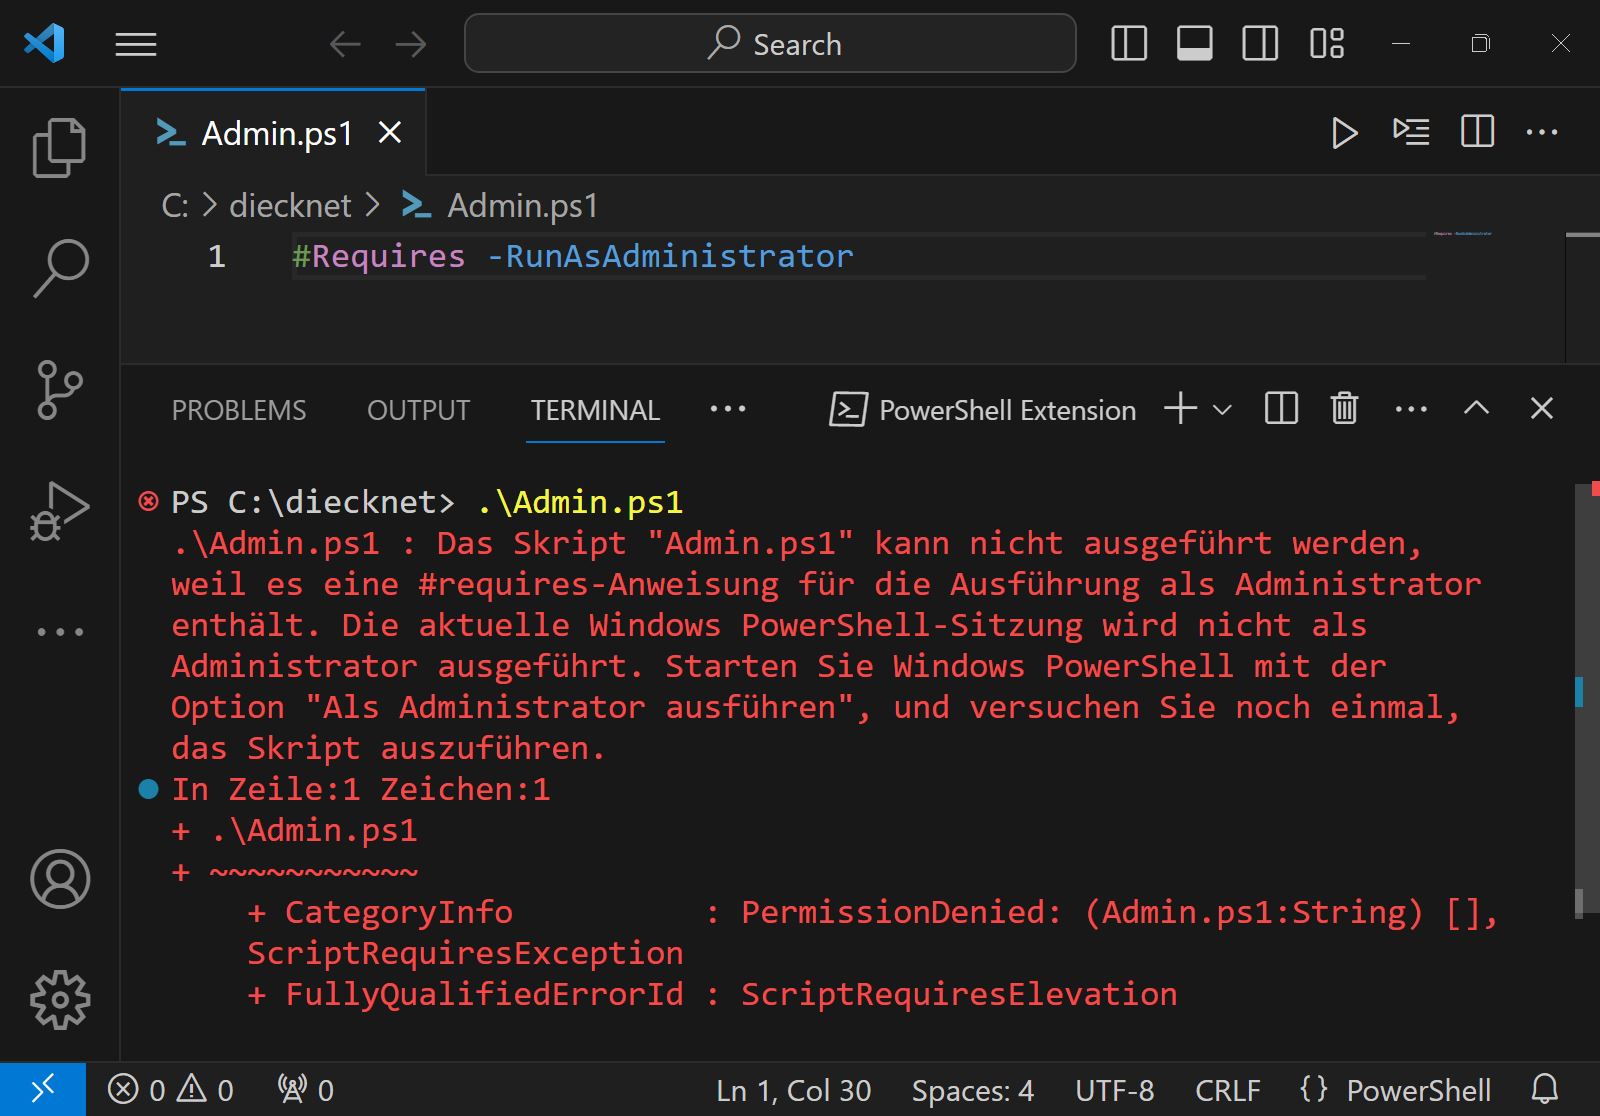 Search
Admin.ps1
C: > diecknet > Admin.ps1
1 #Requires -RunAsAdministrator
PROBLEMS OUTPUT TERMINAL ... PowerShell Extension
PS C:\diecknet> .\Admin.ps1
.\Admin.ps1 : Das Skript "Admin.ps1" kann nicht ausgeführt werden,
weil es eine #requires-Anweisung für die Ausführung als Administrator
enthält. Die aktuelle Windows PowerShell-Sitzung wird nicht als
Administrator ausgeführt. Starten Sie Windows PowerShell mit der
Option "Als Administrator ausführen", und versuchen Sie noch einmal,
das Skript auszuführen.
In Zeile:1 Zeichen:1
+ .\Admin.ps1
+ ~~~~~~~~~~~
    + CategoryInfo          : PermissionDenied: (Admin.ps1:String) [],
    ScriptRequiresException
    + FullyQualifiedErrorId : ScriptRequiresElevation
0 0 0 Ln 1, Col 30 Spaces: 4 UTF-8 CRLF {} PowerShell